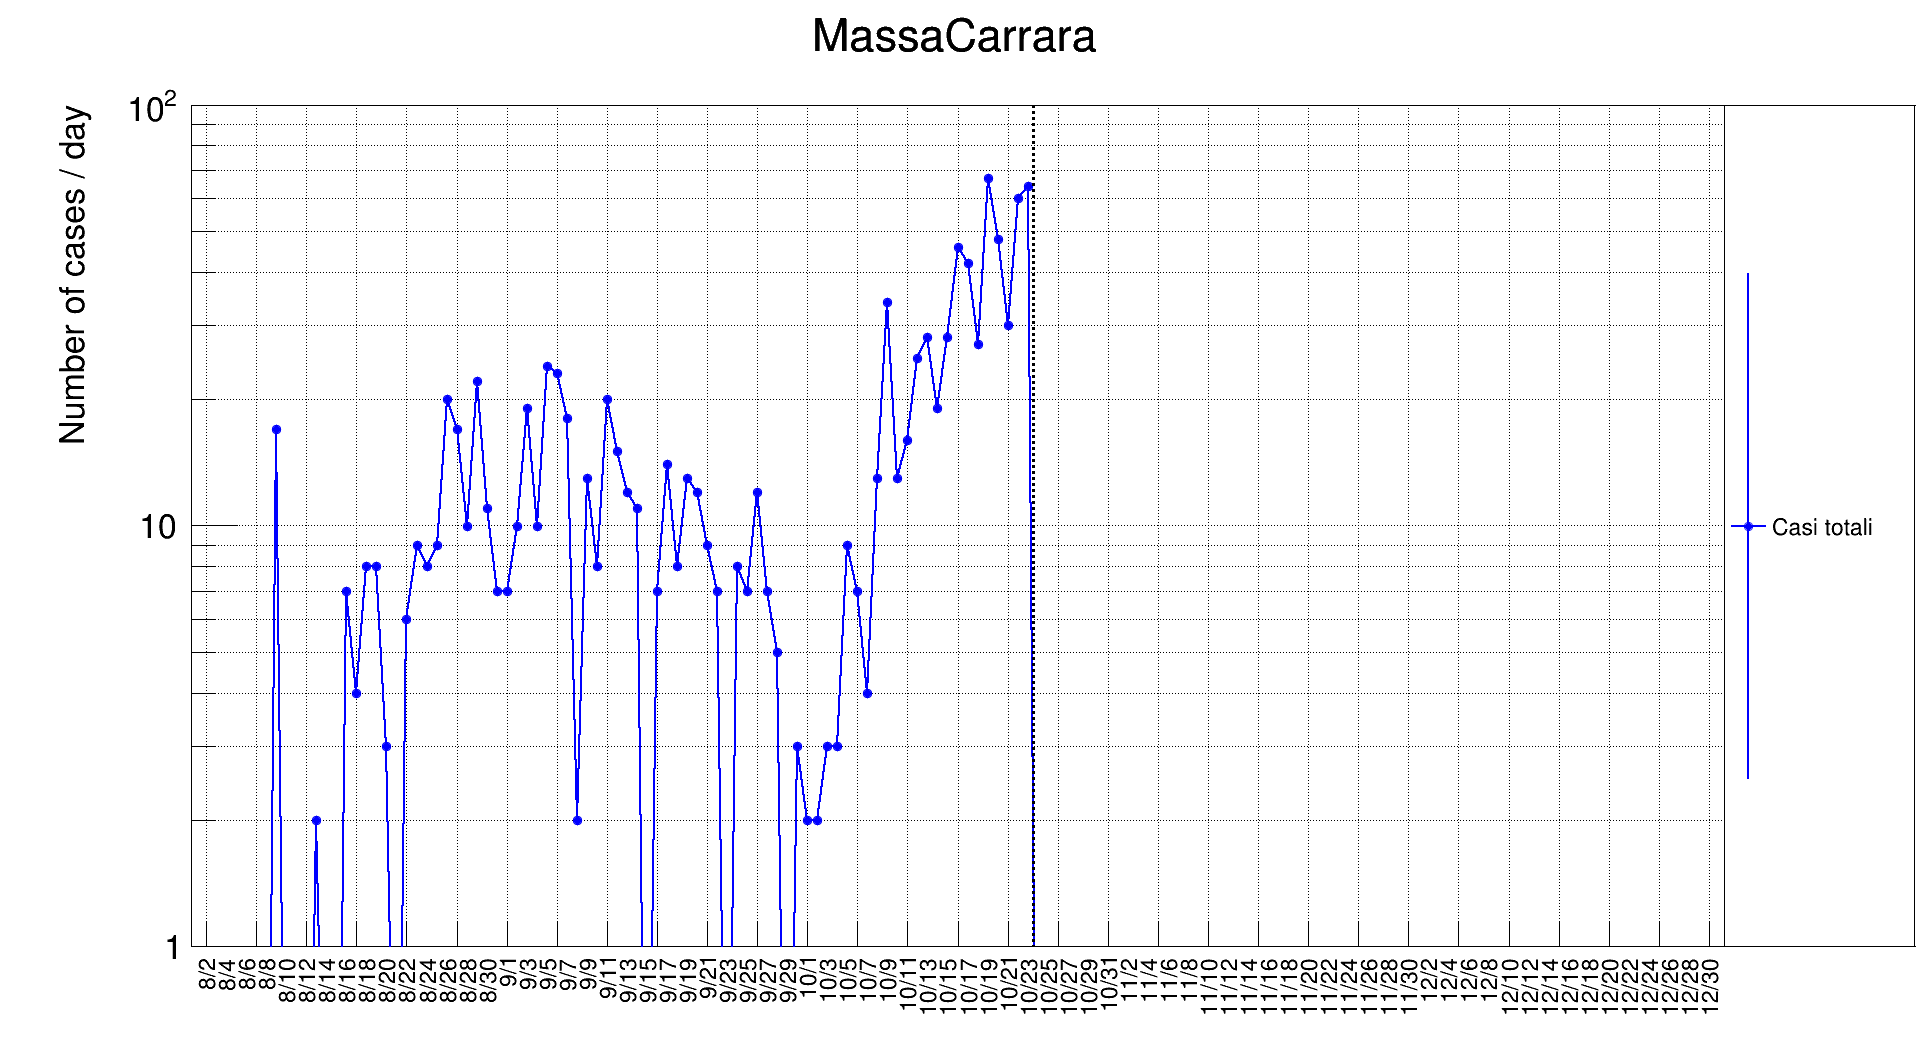 MassaCarrara
Number of cases / day
10²
10
1
8/2 8/4 8/6 8/8 8/10 8/12 8/14 8/16 8/18 8/20 8/22 8/24 8/26 8/28 8/30 9/1 9/3 9/5 9/7 9/9 9/11 9/13 9/15 9/17 9/19 9/21 9/23 9/25 9/27 9/29 10/1 10/3 10/5 10/7 10/9 10/11 10/13 10/15 10/17 10/19 10/21 10/23 10/25 10/27 10/29 10/31 11/2 11/4 11/6 11/8 11/10 11/12 11/14 11/16 11/18 11/20 11/22 11/24 11/26 11/28 11/30 12/2 12/4 12/6 12/8 12/10 12/12 12/14 12/16 12/18 12/20 12/22 12/24 12/26 12/28 12/30
Casi totali